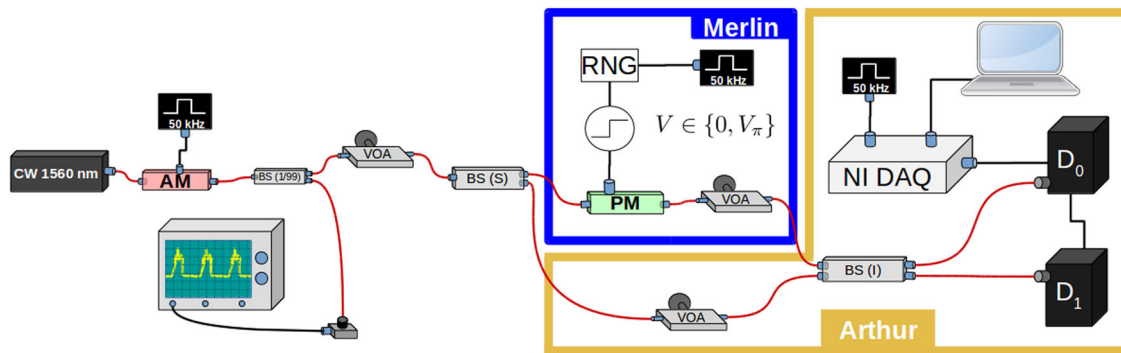 Merlin
RNG
50 kHz
V ∈ {0, Vπ}
50 kHz
50 kHz
VOA
CW 1560 nm
AM
BS (1/99)
BS (S)
PM
VOA
NI DAQ
D0
BS (I)
D1
VOA
Arthur